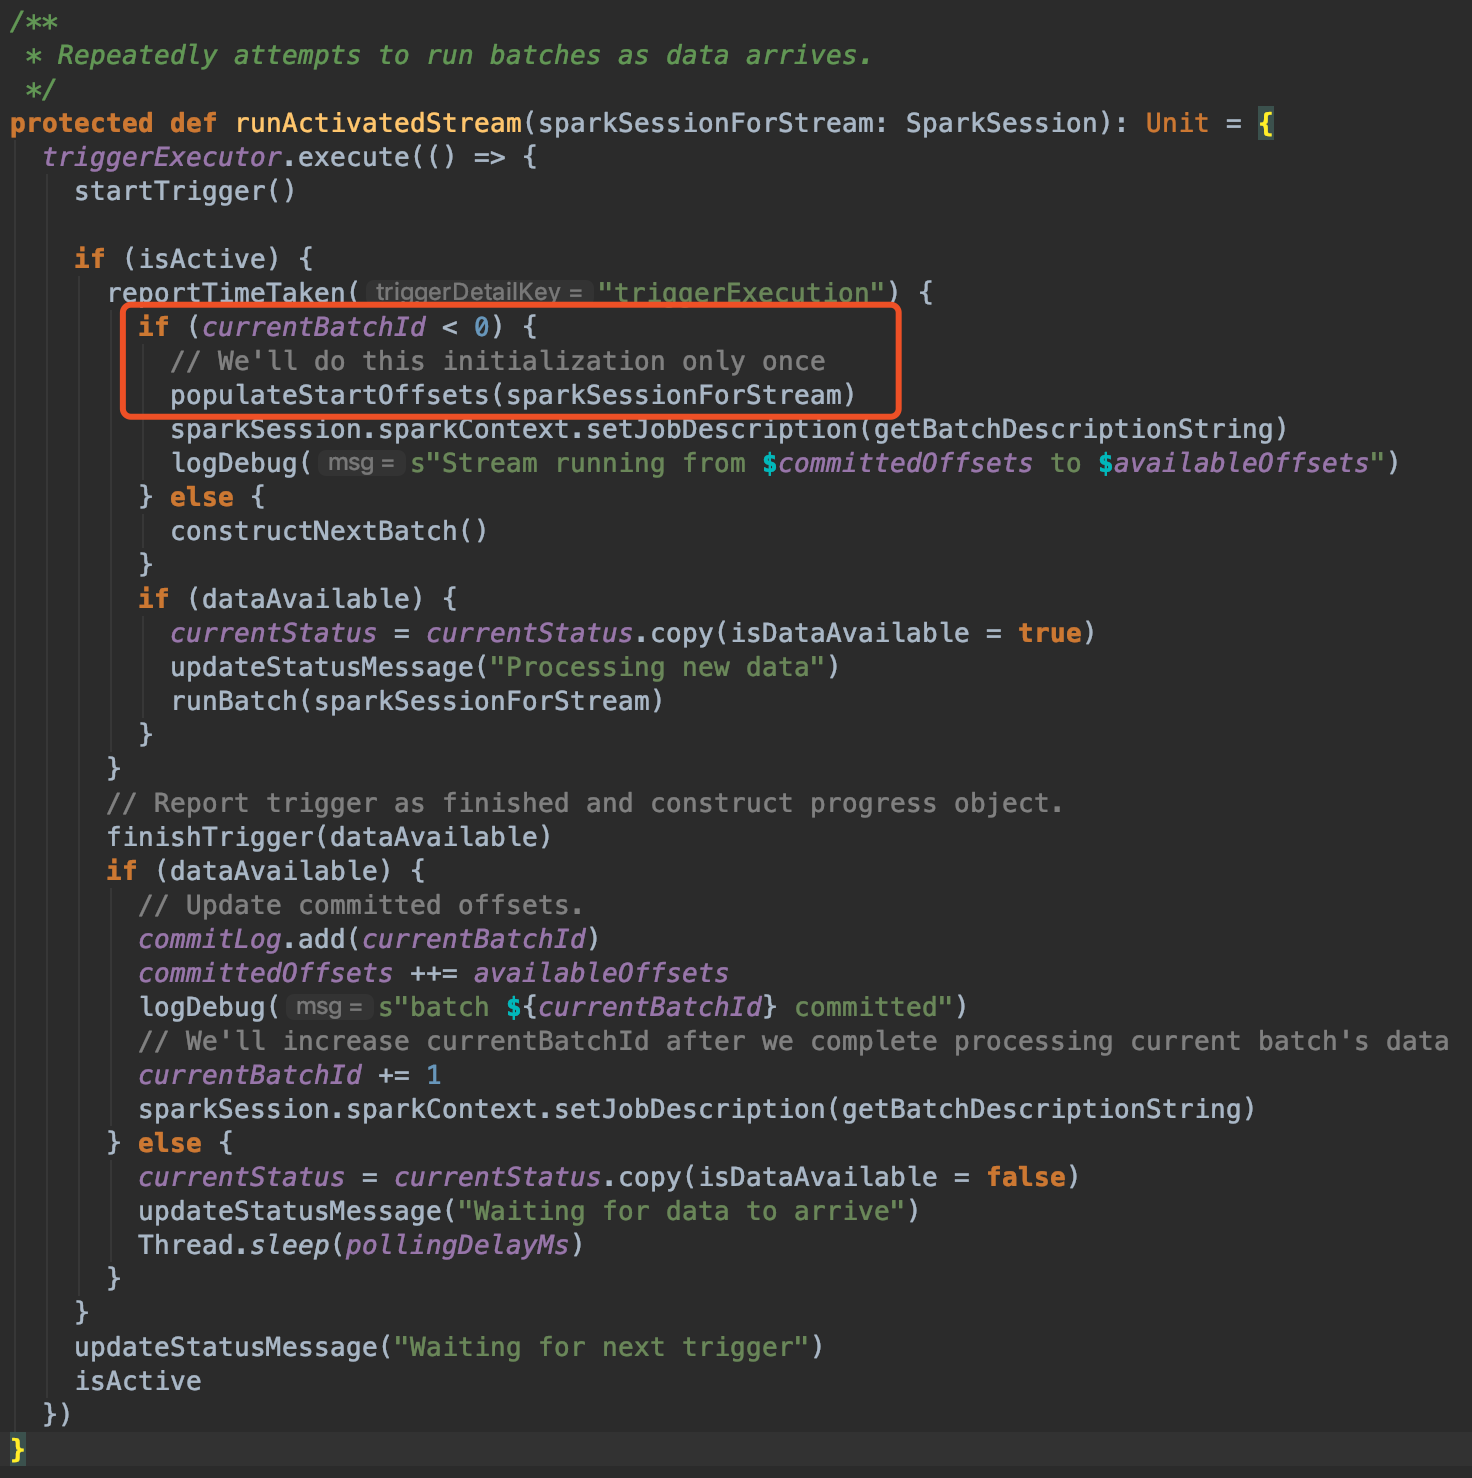 /**
 * Repeatedly attempts to run batches as data arrives.
 */
protected def runActivatedStream(sparkSessionForStream: SparkSession): Unit = {
  triggerExecutor.execute(() => {
    startTrigger()

    if (isActive) {
      reportTimeTaken( triggerDetailKey = "triggerExecution") {
        if (currentBatchId < 0) {
          // We'll do this initialization only once
          populateStartOffsets(sparkSessionForStream)
          sparkSession.sparkContext.setJobDescription(getBatchDescriptionString)
          logDebug( msg = s"Stream running from $committedOffsets to $availableOffsets")
        } else {
          constructNextBatch()
        }
        if (dataAvailable) {
          currentStatus = currentStatus.copy(isDataAvailable = true)
          updateStatusMessage("Processing new data")
          runBatch(sparkSessionForStream)
        }
      }
      // Report trigger as finished and construct progress object.
      finishTrigger(dataAvailable)
      if (dataAvailable) {
        // Update committed offsets.
        commitLog.add(currentBatchId)
        committedOffsets ++= availableOffsets
        logDebug( msg = s"batch ${currentBatchId} committed")
        // We'll increase currentBatchId after we complete processing current batch's data
        currentBatchId += 1
        sparkSession.sparkContext.setJobDescription(getBatchDescriptionString)
      } else {
        currentStatus = currentStatus.copy(isDataAvailable = false)
        updateStatusMessage("Waiting for data to arrive")
        Thread.sleep(pollingDelayMs)
      }
    }
    updateStatusMessage("Waiting for next trigger")
    isActive
  })
}